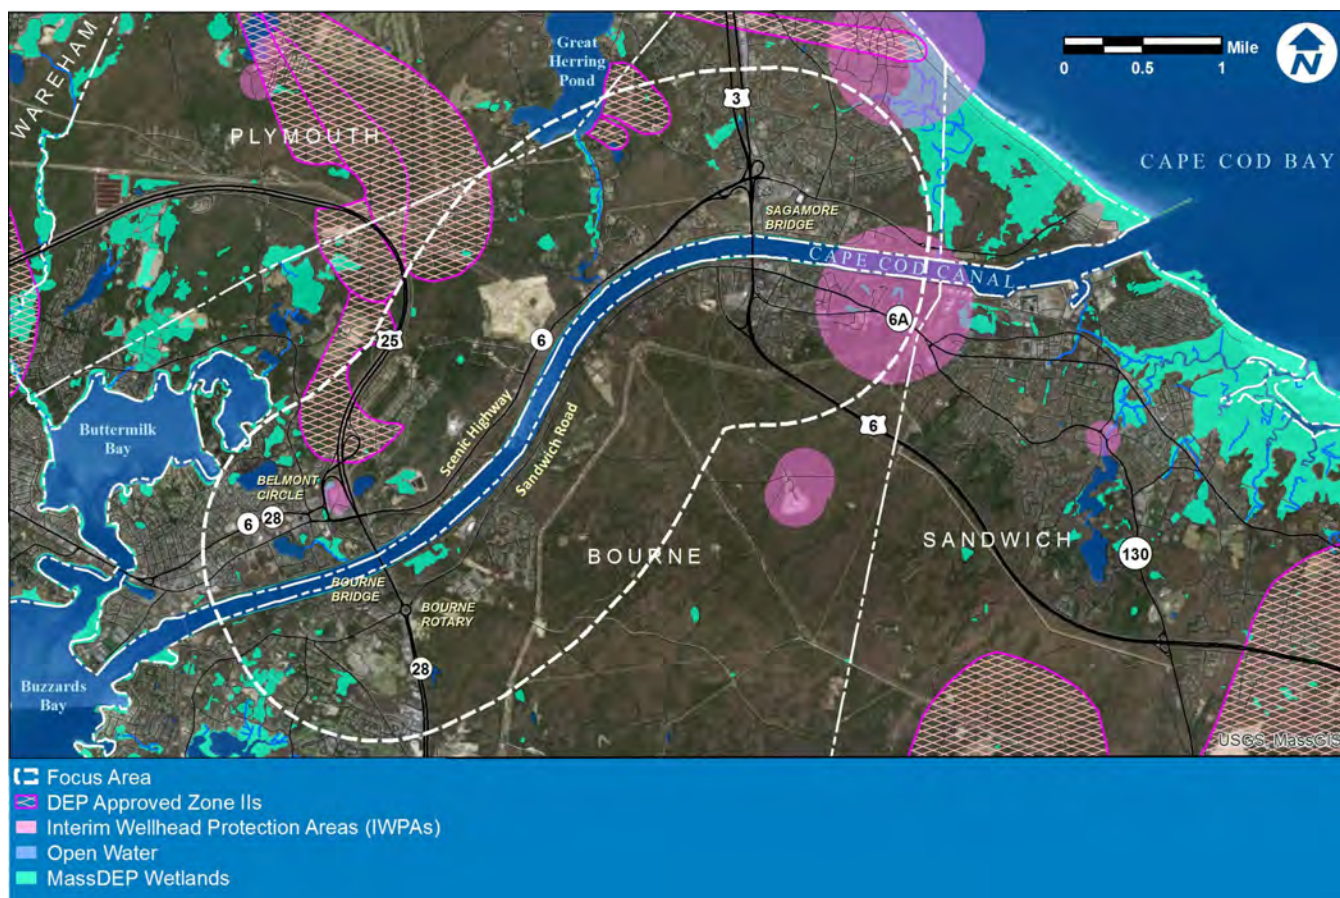 WAREHAM
PLYMOUTH
Great
Herring
Pond
3
Mile
0 0.5 1
N
CAPE COD BAY
SAGAMORE
BRIDGE
CAPE COD CANAL
6A
25
6
Buttermilk
Bay
Scenic Highway
Sandwich Road
6
BELMONT
CIRCLE
6
28
BOURNE
SANDWICH
130
BOURNE
BRIDGE
BOURNE
ROTARY
28
Buzzards
Bay
USGS, MassGIS
Focus Area
DEP Approved Zone IIs
Interim Wellhead Protection Areas (IWPAs)
Open Water
MassDEP Wetlands